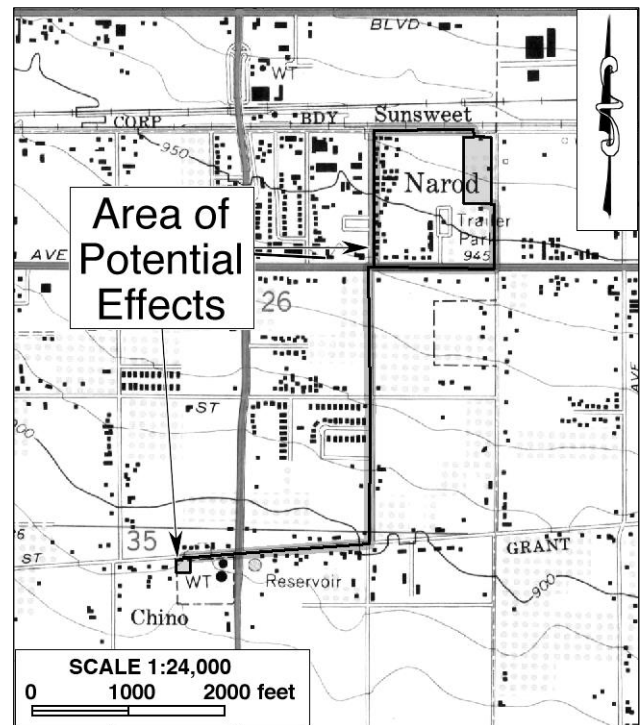 BLVD
WT
Sunsweet
CORP
BDY
950
Narod
Area of
Potential
Effects
Trailer
Park
945
AVE
26
AVE
ST
900
35
GRANT
ST
WT
Reservoir
900
Chino
SCALE 1:24,000
0 1000 2000 feet